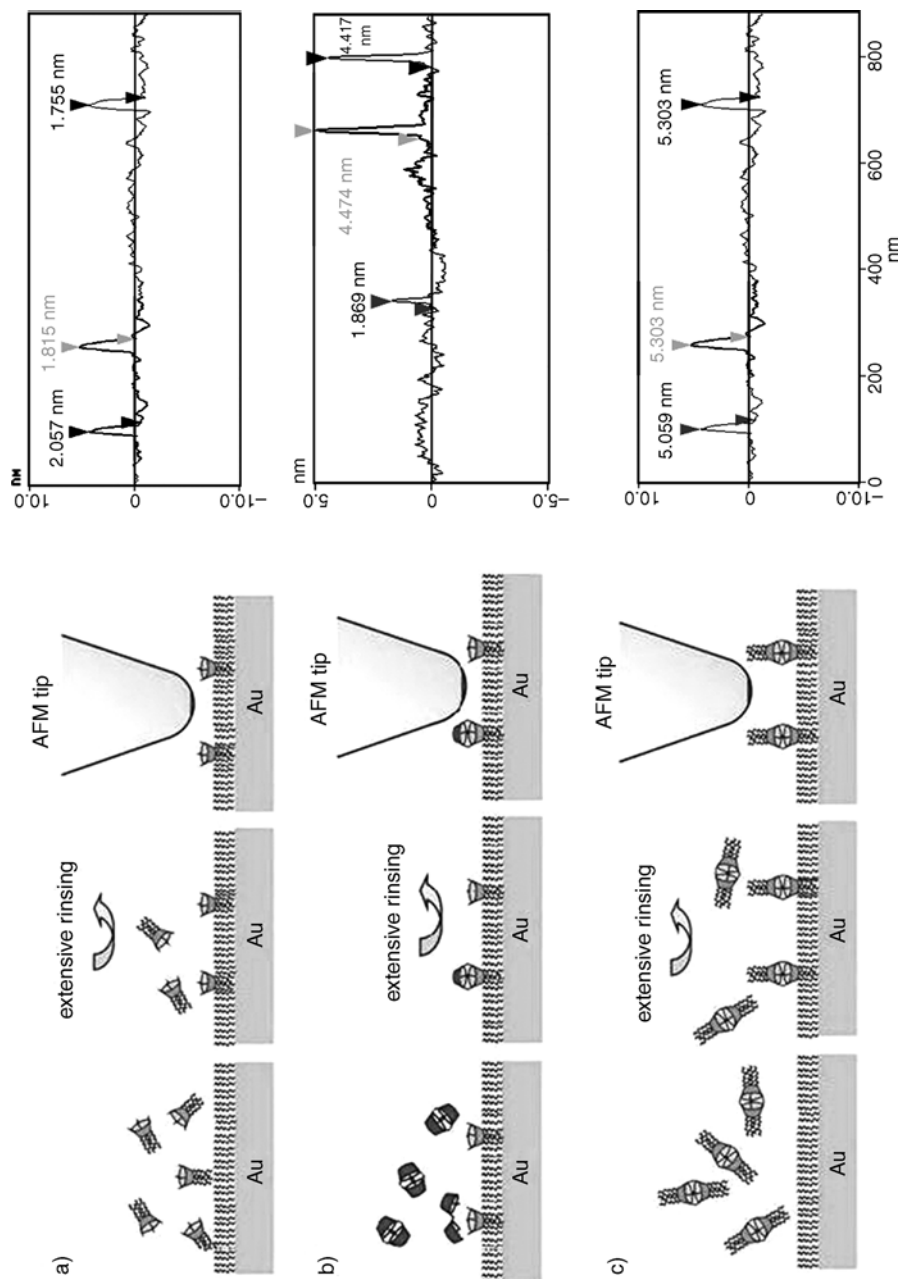 a)
Au
extensive rinsing
Au
AFM tip
Au
nm
10.0
0
−10.0
2.057 nm
1.815 nm
1.755 nm
b)
Au
extensive rinsing
Au
AFM tip
Au
nm
5.0
0
−5.0
1.869 nm
4.474 nm
4.417
nm
c)
Au
extensive rinsing
Au
AFM tip
Au
10.0
0
−10.0
5.059 nm
5.303 nm
5.303 nm
0
200
400
600
800
nm